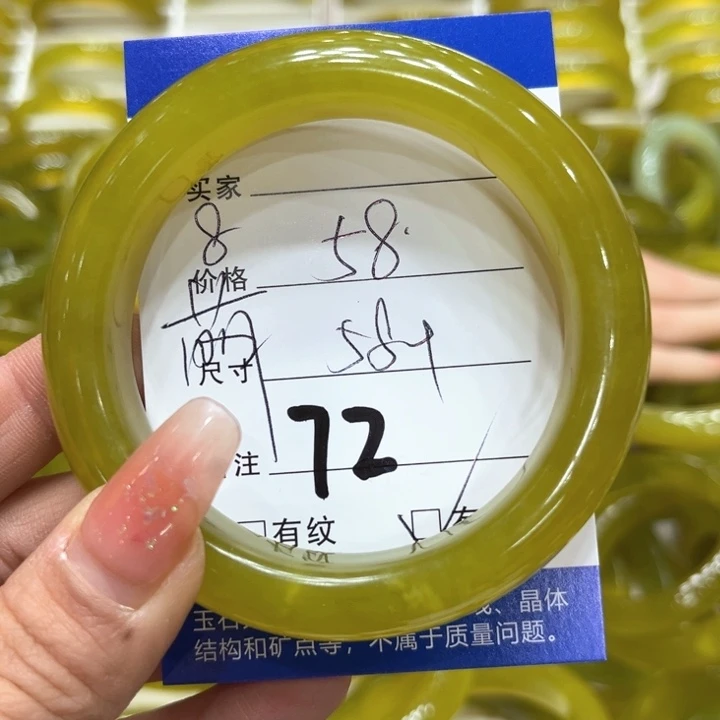 买家
8 58
价格
尺寸 584
注 72
有纹
玉石 、晶体
结构和矿点等，不属于质量问题。